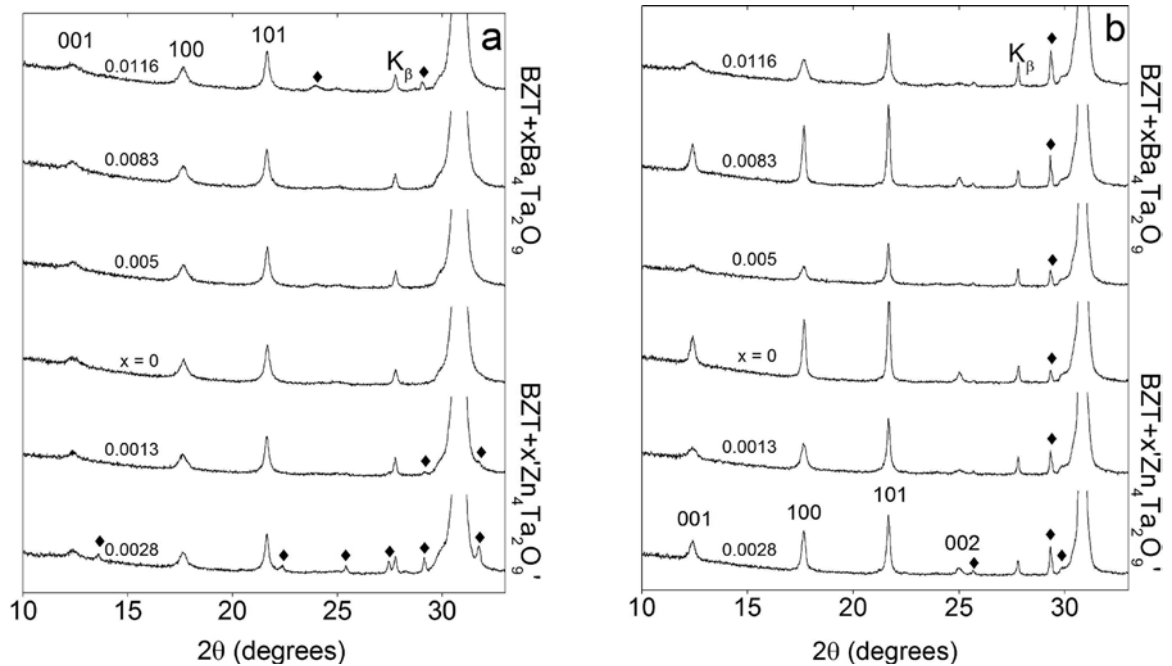 a
001
100
101
Kβ
0.0116
0.0083
0.005
x = 0
0.0013
0.0028
BZT+xBa4Ta2O9
BZT+x'Zn4Ta2O9'
10 15 20 25 30
2θ (degrees)
b
Kβ
0.0116
0.0083
0.005
x = 0
0.0013
0.0028
001
100
101
002
BZT+xBa4Ta2O9
BZT+x'Zn4Ta2O9'
10 15 20 25 30
2θ (degrees)